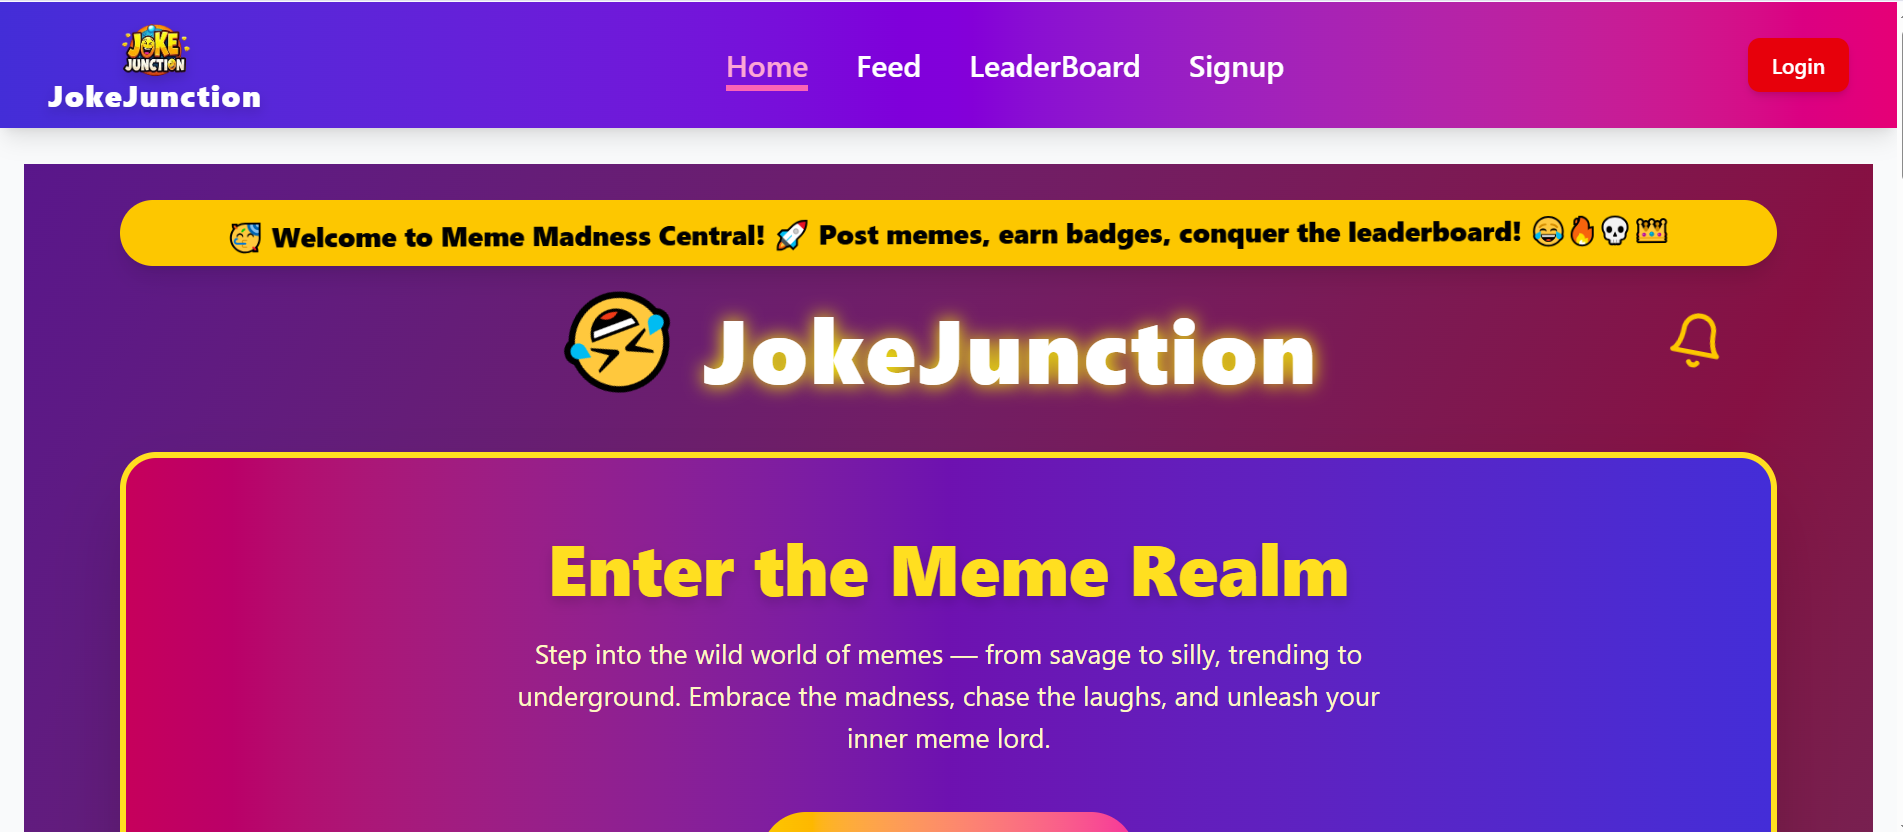 JOKE
JUNCTION
JokeJunction
Home
Feed
LeaderBoard
Signup
Login
🥳 Welcome to Meme Madness Central! 🚀 Post memes, earn badges, conquer the leaderboard! 😂🔥💀👑
🤣 JokeJunction
Enter the Meme Realm
Step into the wild world of memes — from savage to silly, trending to
underground. Embrace the madness, chase the laughs, and unleash your
inner meme lord.